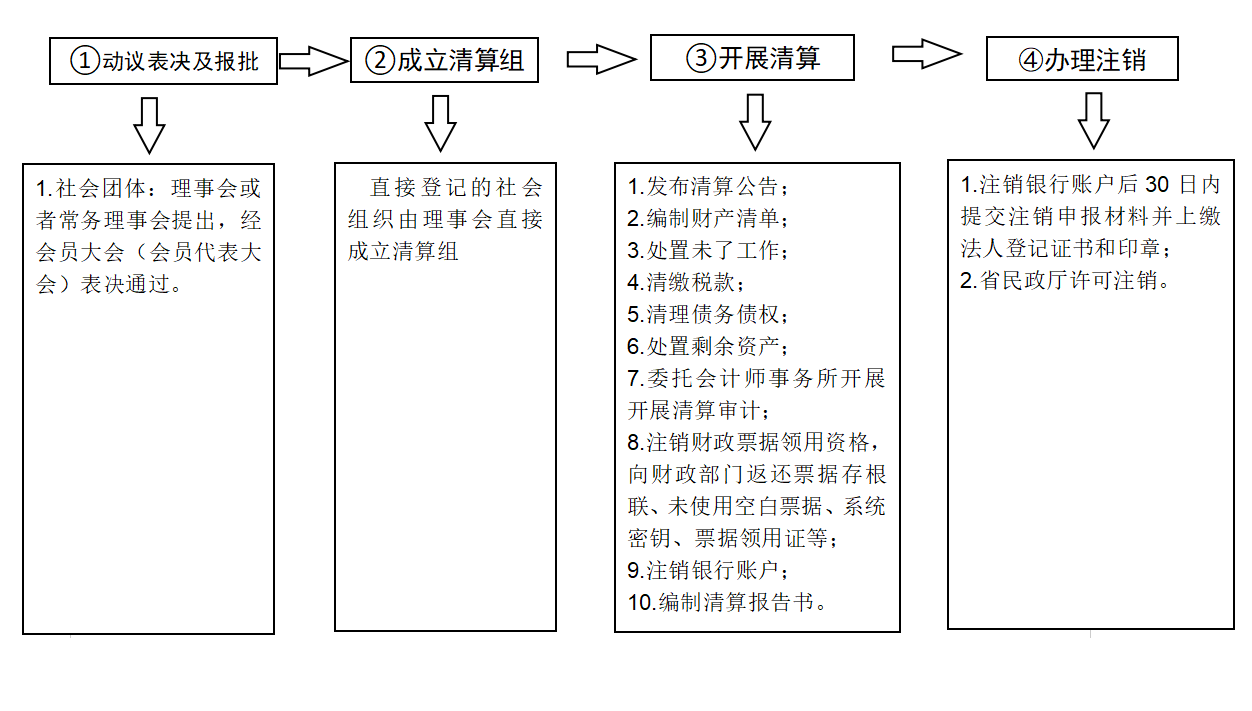 ①动议表决及报批
②成立清算组
③开展清算
④办理注销
1.社会团体：理事会或
者常务理事会提出，经
会员大会（会员代表大
会）表决通过。
直接登记的社会
组织由理事会直接
成立清算组
1.发布清算公告；
2.编制财产清单；
3.处置未了工作；
4.清缴税款；
5.清理债务债权；
6.处置剩余资产；
7.委托会计师事务所开展
开展清算审计；
8.注销财政票据领用资格，
向财政部门返还票据存根
联、未使用空白票据、系统
密钥、票据领用证等；
9.注销银行账户；
10.编制清算报告书。
1.注销银行账户后 30 日内
提交注销申报材料并上缴
法人登记证书和印章；
2.省民政厅许可注销。